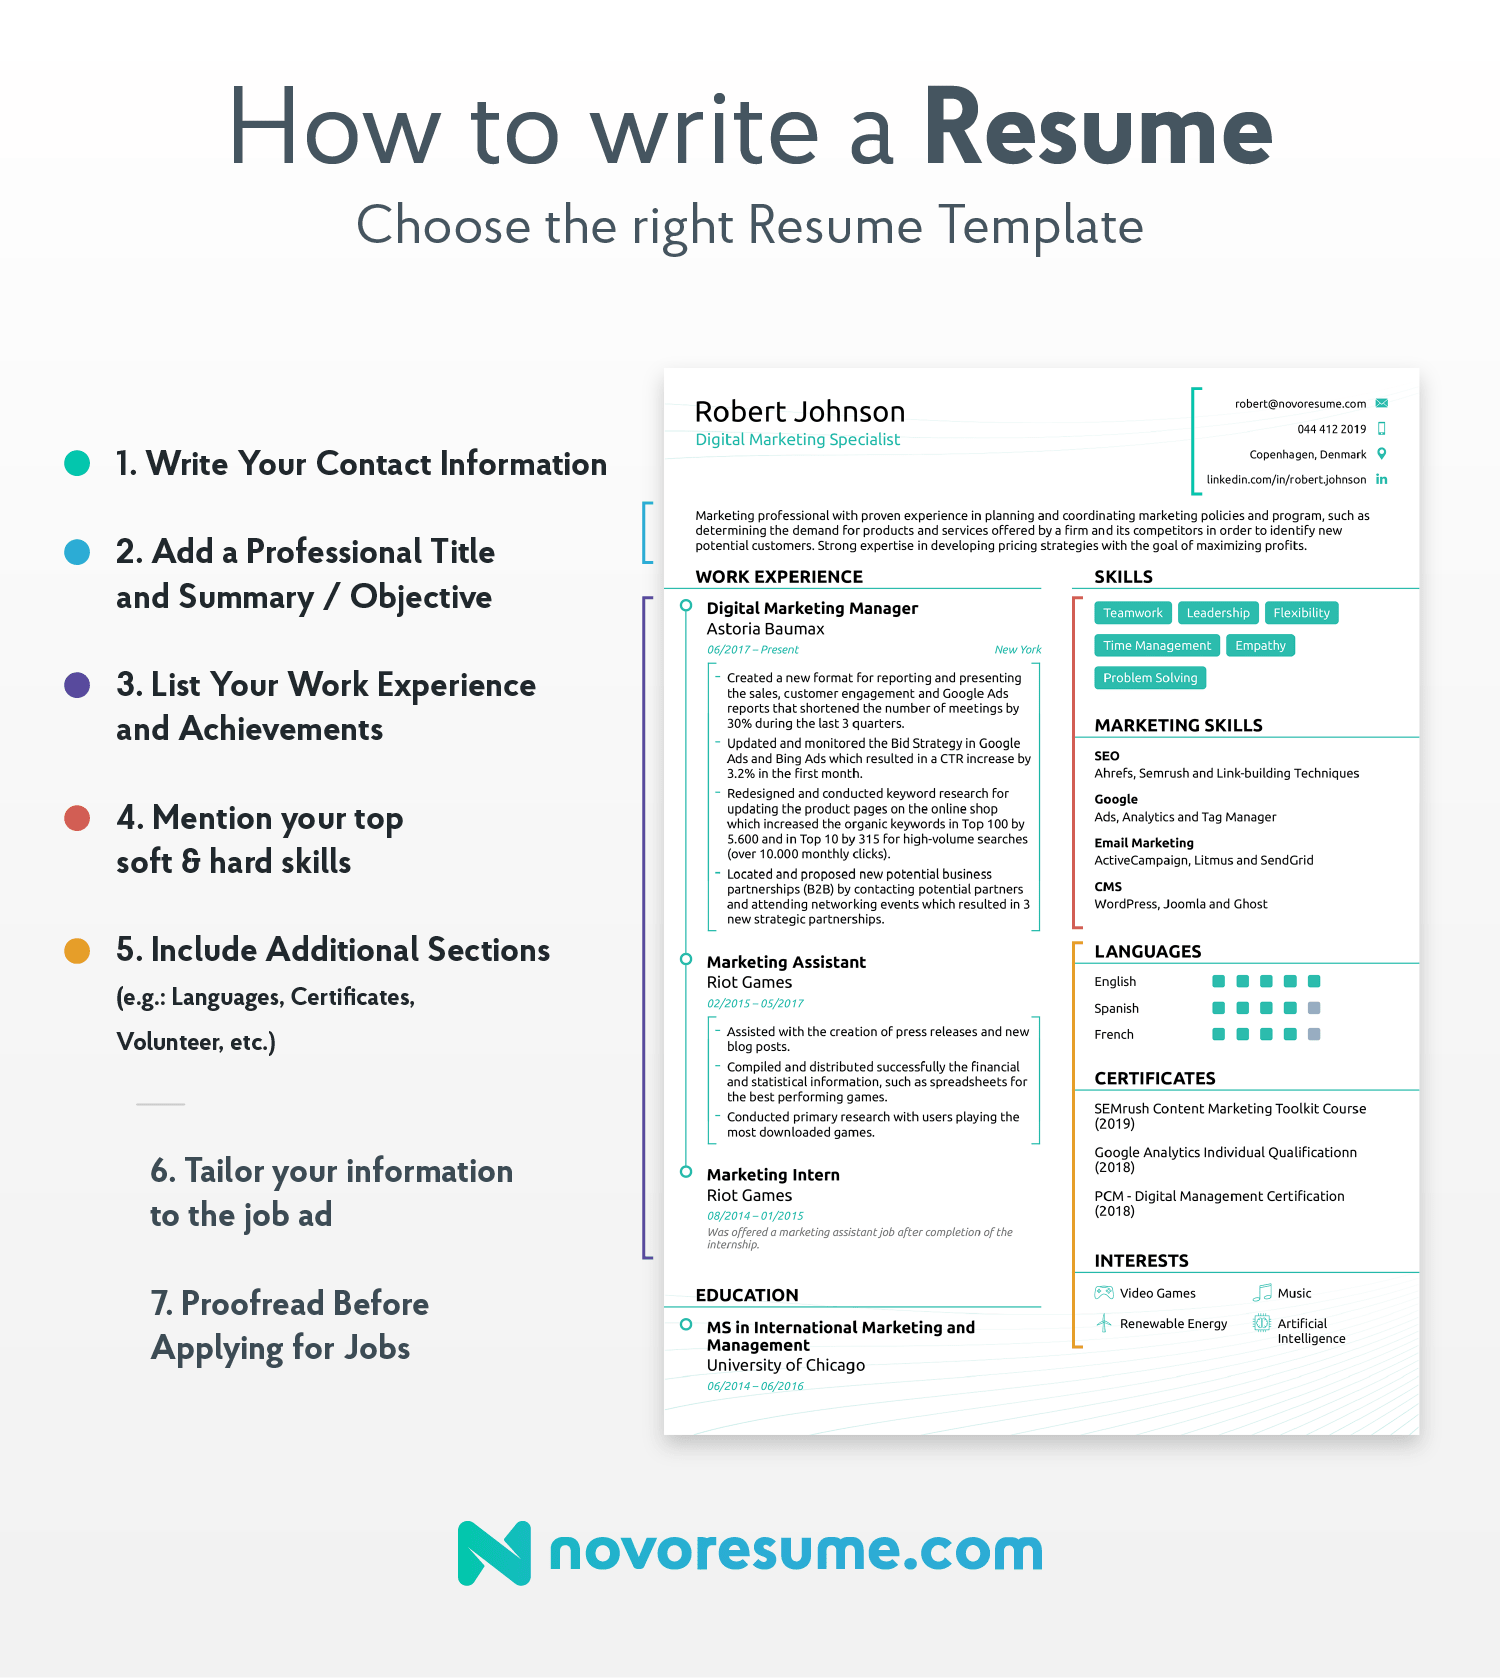 How to write a Resume
Choose the right Resume Template
1. Write Your Contact Information
2. Add a Professional Title
and Summary / Objective
3. List Your Work Experience
and Achievements
4. Mention your top
soft & hard skills
5. Include Additional Sections
(e.g.: Languages, Certificates,
Volunteer, etc.)
6. Tailor your information
to the job ad
7. Proofread Before
Applying for Jobs
Robert Johnson
Digital Marketing Specialist
robert@novoresume.com
044 412 2019
Copenhagen, Denmark
linkedin.com/in/robert.johnson
Marketing professional with proven experience in planning and coordinating marketing policies and program, such as
determining the demand for products and services offered by a firm and its competitors in order to identify new
potential customers. Strong expertise in developing pricing strategies with the goal of maximizing profits.
WORK EXPERIENCE
Digital Marketing Manager
Astoria Baumax
06/2017 – Present New York
- Created a new format for reporting and presenting
the sales, customer engagement and Google Ads
reports that shortened the number of meetings by
30% during the last 3 quarters.
- Updated and monitored the Bid Strategy in Google
Ads and Bing Ads which resulted in a CTR increase by
3.2% in the first month.
- Redesigned and conducted keyword research for
updating the product pages on the online shop
which increased the organic keywords in Top 100 by
5.600 and in Top 10 by 315 for high-volume searches
(over 10.000 monthly clicks).
- Located and proposed new potential business
partnerships (B2B) by contacting potential partners
and attending networking events which resulted in 3
new strategic partnerships.
Marketing Assistant
Riot Games
02/2015 – 05/2017
- Assisted with the creation of press releases and new
blog posts.
- Compiled and distributed successfully the financial
and statistical information, such as spreadsheets for
the best performing games.
- Conducted primary research with users playing the
most downloaded games.
Marketing Intern
Riot Games
08/2014 – 01/2015
Was offered a marketing assistant job after completion of the
internship.
EDUCATION
MS in International Marketing and
Management
University of Chicago
06/2014 – 06/2016
SKILLS
Teamwork Leadership Flexibility
Time Management Empathy
Problem Solving
MARKETING SKILLS
SEO
Ahrefs, Semrush and Link-building Techniques
Google
Ads, Analytics and Tag Manager
Email Marketing
ActiveCampaign, Litmus and SendGrid
CMS
WordPress, Joomla and Ghost
LANGUAGES
English
Spanish
French
CERTIFICATES
SEMrush Content Marketing Toolkit Course
(2019)
Google Analytics Individual Qualificationn
(2018)
PCM - Digital Management Certification
(2018)
INTERESTS
Video Games Music
Renewable Energy Artificial
Intelligence
novoresume.com